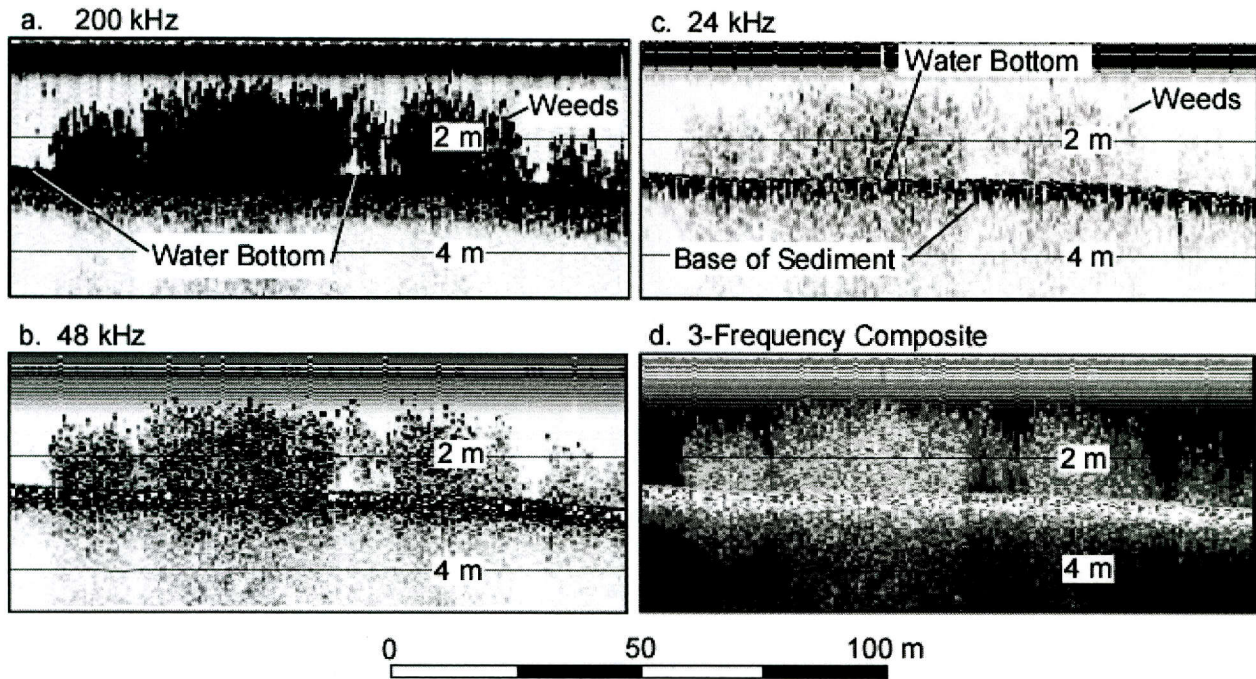 a. 200 kHz
Weeds
2 m
Water Bottom
4 m
c. 24 kHz
Water Bottom
Weeds
2 m
Base of Sediment
4 m
b. 48 kHz
2 m
4 m
d. 3-Frequency Composite
2 m
4 m
0 50 100 m